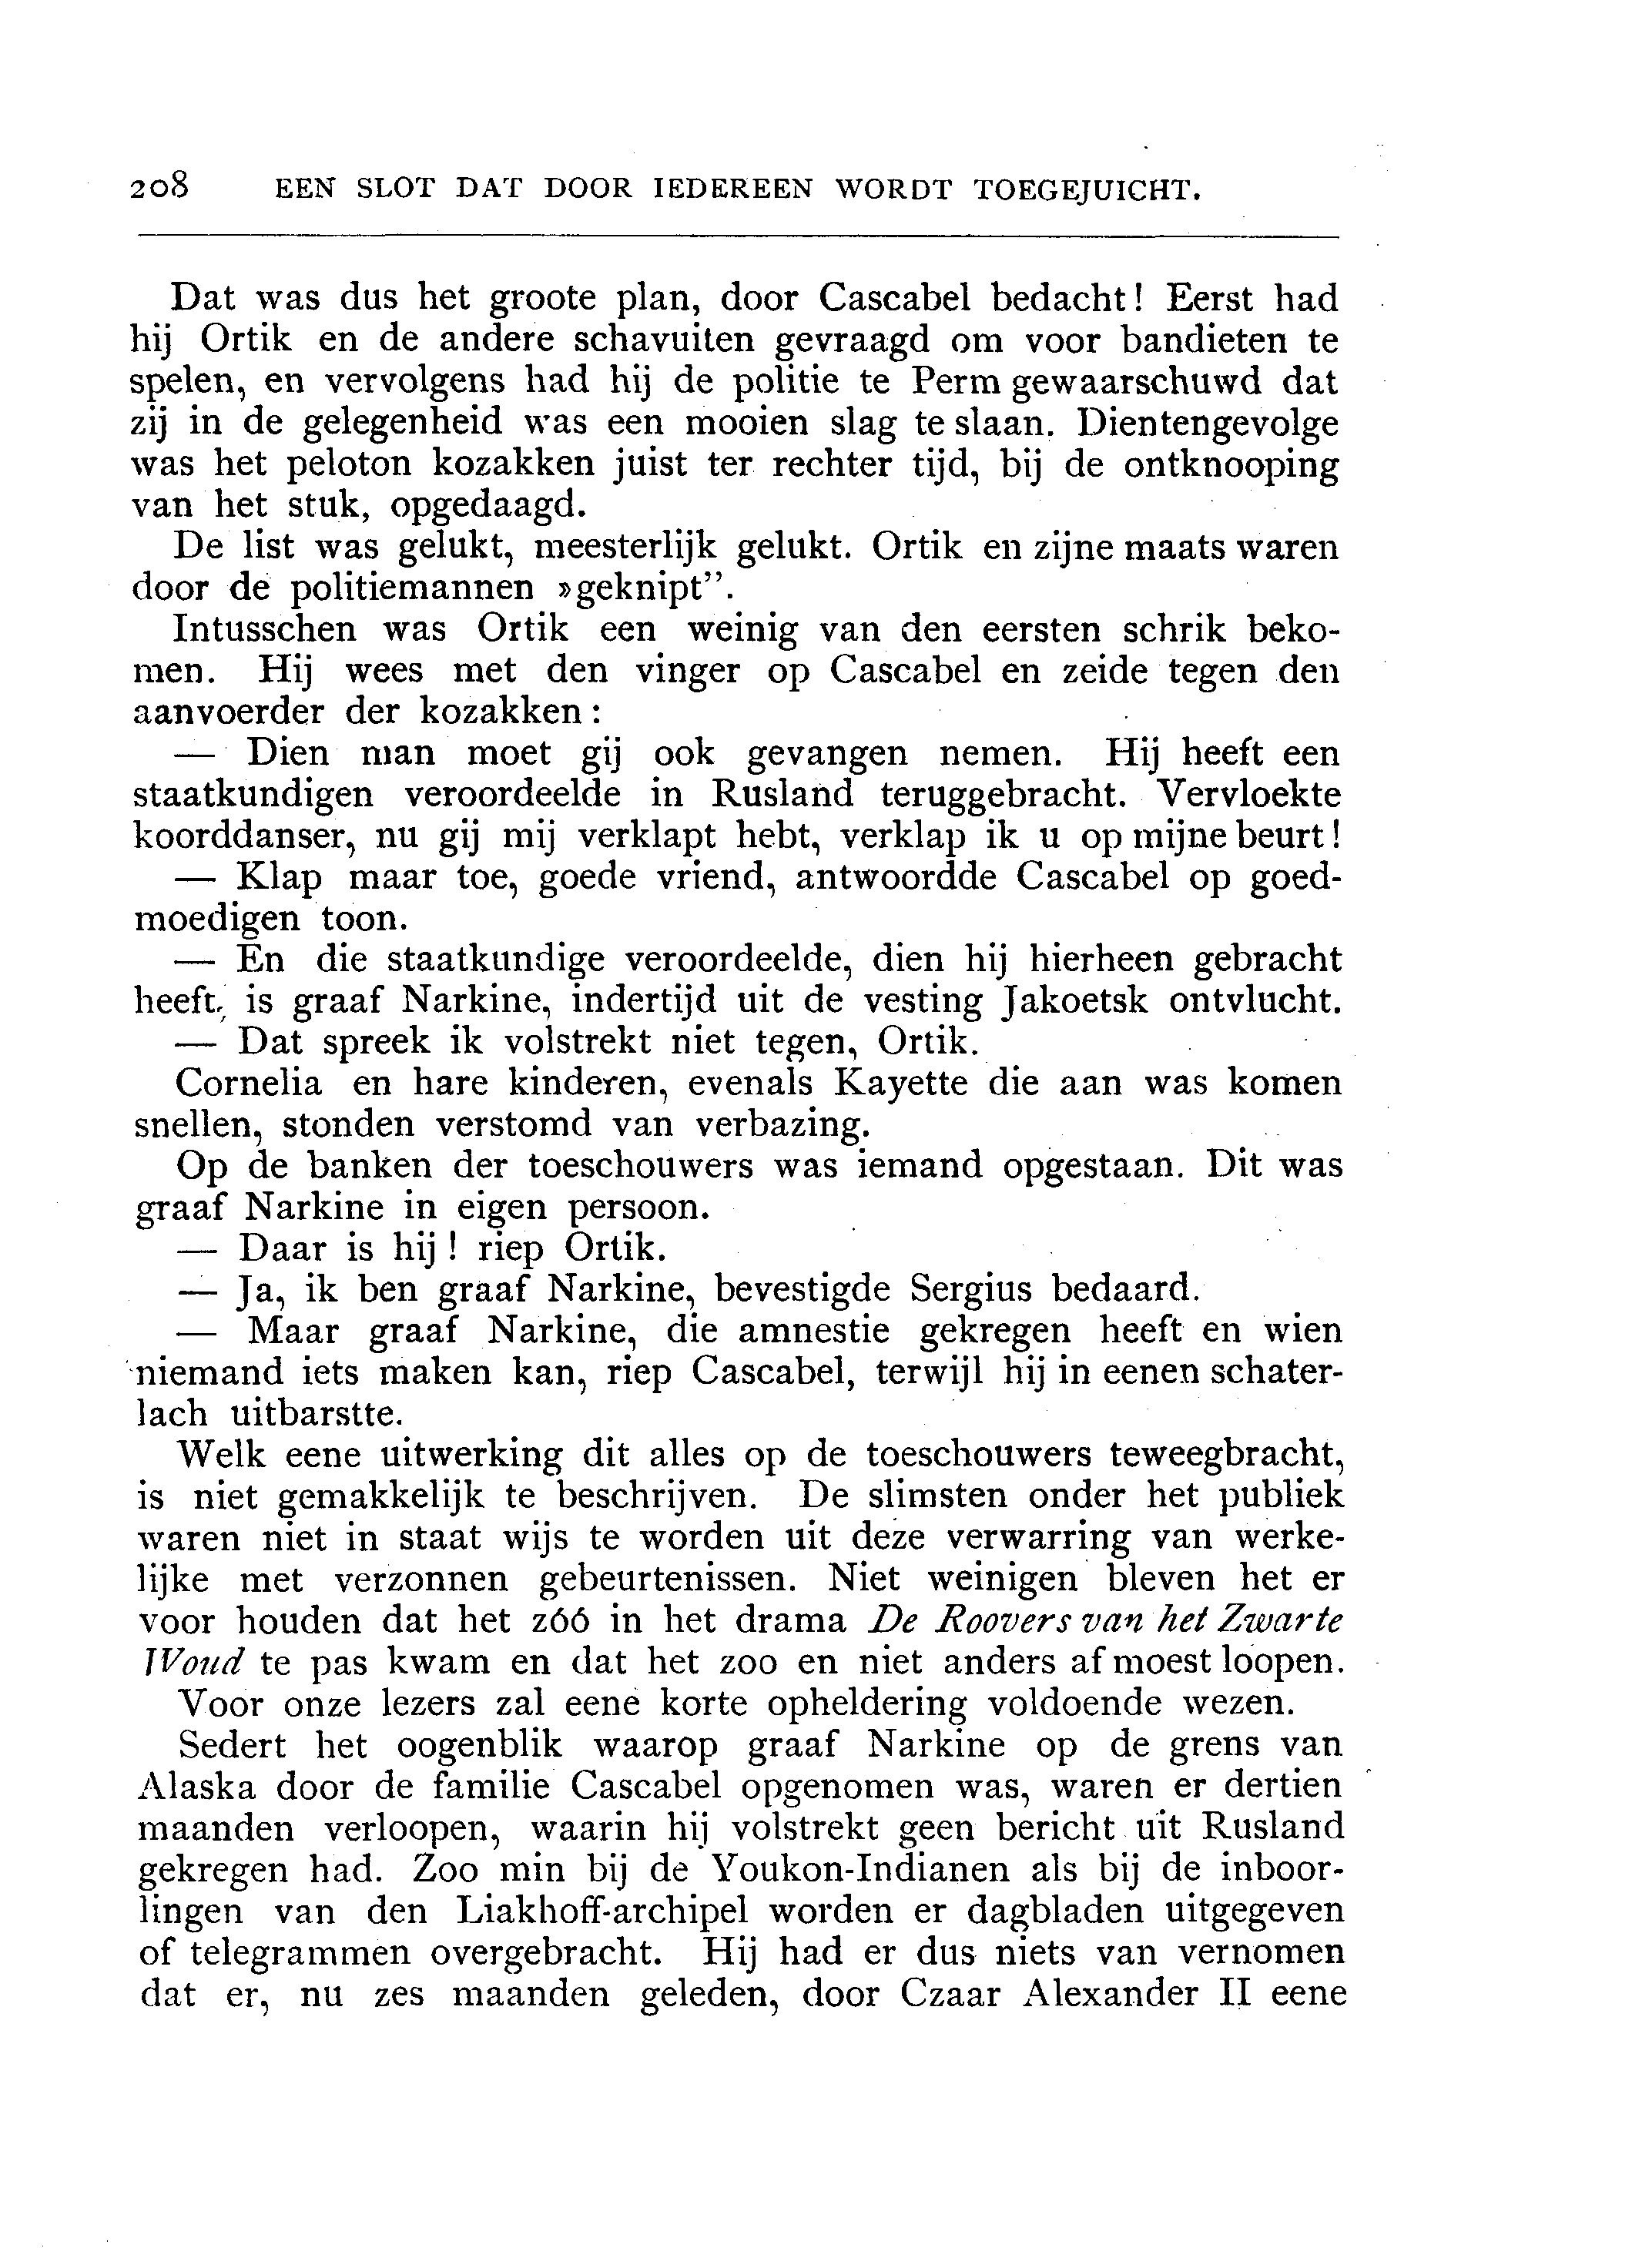 208 EEN SLOT DAT DOOR IEDEREEN WORDT TOEGEJUICHT.
Dat was dus het groote plan, door Cascabel bedacht! Eerst had
hij Ortik en de andere schavuiten gevraagd om voor bandieten te
spelen, en vervolgens had hij de politie te Perm gewaarschuwd dat
zij in de gelegenheid was een mooien slag te slaan. Dientengevolge
was het peloton kozakken juist ter rechter tijd, bij de ontknooping
van het stuk, opgedaagd.
De list was gelukt, meesterlijk gelukt. Ortik en zijne maats waren
door de politiemannen »geknipt”.
Intusschen was Ortik een weinig van den eersten schrik beko-
men. Hij wees met den vinger op Cascabel en zeide tegen den
aanvoerder der kozakken:
— Dien man moet gij ook gevangen nemen. Hij heeft een
staatkundigen veroordeelde in Rusland teruggebracht. Vervloekte
koorddanser, nu gij mij verklapt hebt, verklap ik u op mijne beurt!
— Klap maar toe, goede vriend, antwoordde Cascabel op goed-
moedigen toon.
— En die staatkundige veroordeelde, dien hij hierheen gebracht
heeft, is graaf Narkine, indertijd uit de vesting Jakoetsk ontvlucht.
— Dat spreek ik volstrekt niet tegen, Ortik.
Cornelia en hare kinderen, evenals Kayette die aan was komen
snellen, stonden verstomd van verbazing.
Op de banken der toeschouwers was iemand opgestaan. Dit was
graaf Narkine in eigen persoon.
— Daar is hij! riep Ortik.
— Ja, ik ben graaf Narkine, bevestigde Sergius bedaard.
— Maar graaf Narkine, die amnestie gekregen heeft en wien
niemand iets maken kan, riep Cascabel, terwijl hij in eenen schater-
lach uitbarstte.
Welk eene uitwerking dit alles op de toeschouwers teweegbracht,
is niet gemakkelijk te beschrijven. De slimsten onder het publiek
waren niet in staat wijs te worden uit deze verwarring van werke-
lijke met verzonnen gebeurtenissen. Niet weinigen bleven het er
voor houden dat het zóó in het drama De Roovers van het Zwarte
Woud te pas kwam en dat het zoo en niet anders af moest loopen.
Voor onze lezers zal eene korte opheldering voldoende wezen.
Sedert het oogenblik waarop graaf Narkine op de grens van
Alaska door de familie Cascabel opgenomen was, waren er dertien
maanden verloopen, waarin hij volstrekt geen bericht uit Rusland
gekregen had. Zoo min bij de Youkon-Indianen als bij de inboor-
lingen van den Liakhoff-archipel worden er dagbladen uitgegeven
of telegrammen overgebracht. Hij had er dus niets van vernomen
dat er, nu zes maanden geleden, door Czaar Alexander II eene